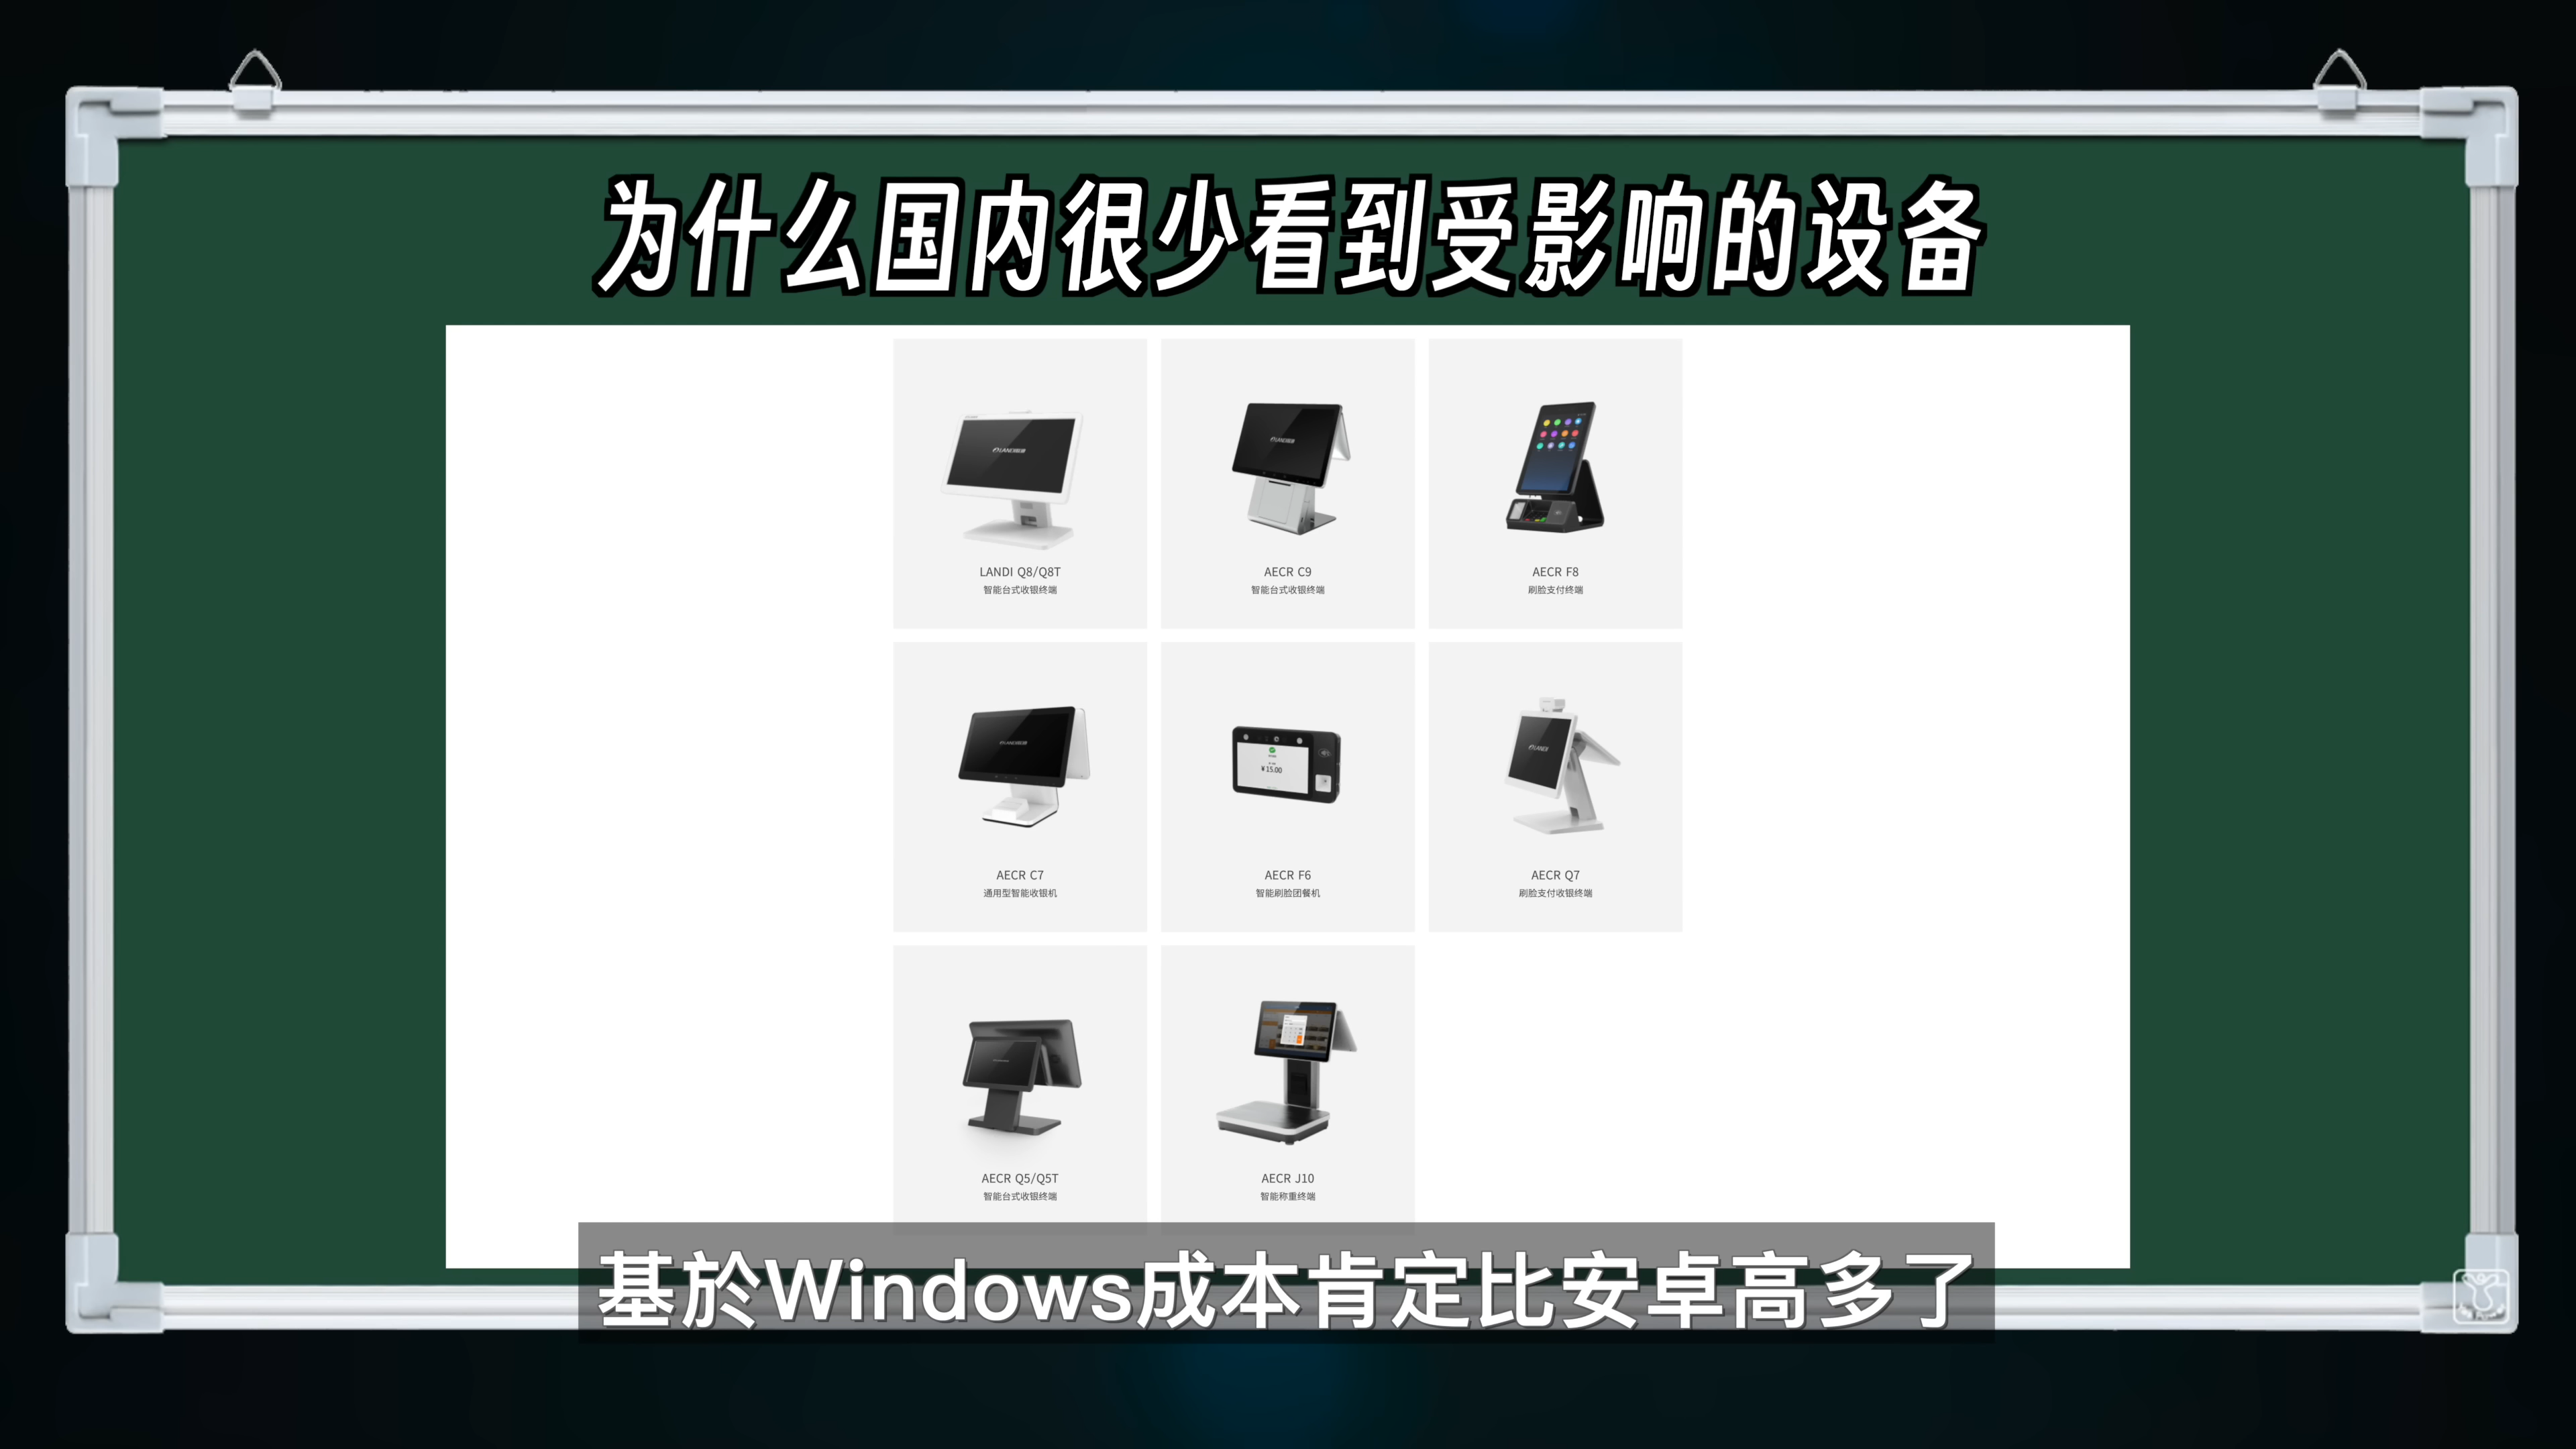 为什么国内很少看到受影响的设备
LANDI Q8/Q8T
智能台式收银终端
AECR C9
智能台式收银终端
AECR F8
刷脸支付终端
AECR C7
通用型智能收银机
¥15.00
AECR F6
智能刷脸团餐机
LANDI
AECR Q7
刷脸支付收银终端
AECR Q5/Q5T
智能台式收银终端
AECR J10
智能称重终端
基於Windows成本肯定比安卓高多了